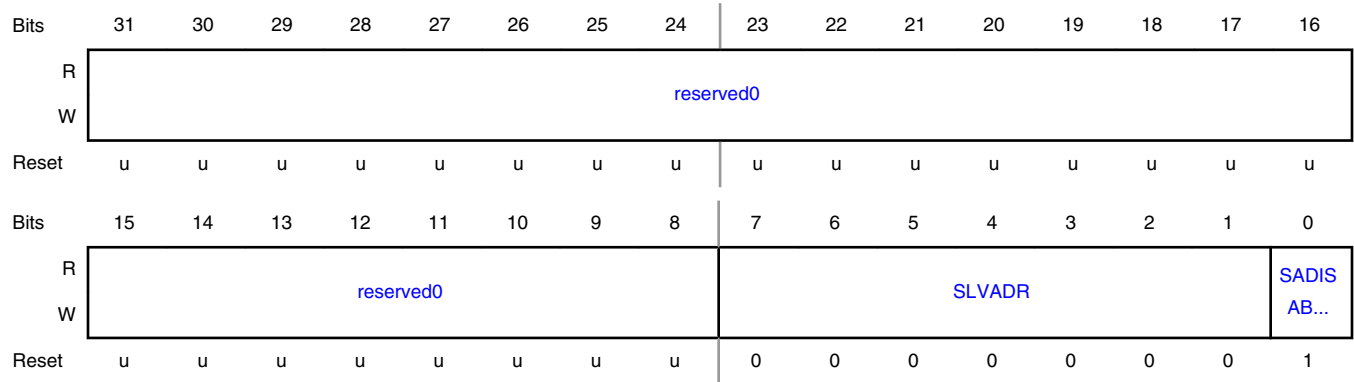 Bits 31 30 29 28 27 26 25 24 23 22 21 20 19 18 17 16
R
reserved0
W
Reset u u u u u u u u u u u u u u u u
Bits 15 14 13 12 11 10 9 8 7 6 5 4 3 2 1 0
R
reserved0 SLVADR SADIS
AB...
W
Reset u u u u u u u u 0 0 0 0 0 0 0 1